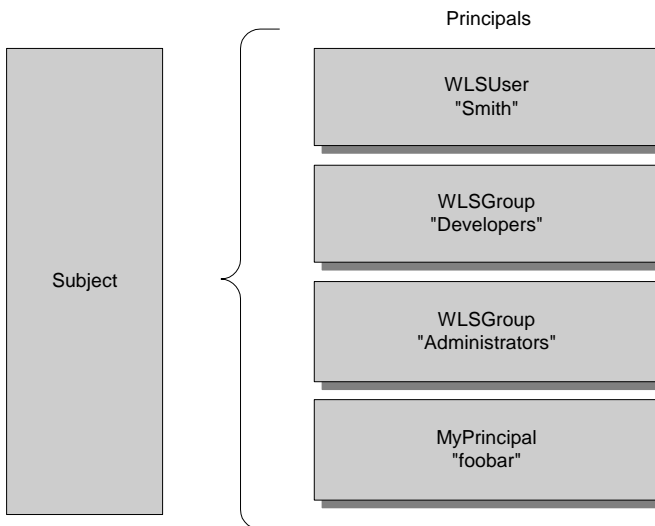 Principals
WLSUser
"Smith"
WLSGroup
"Developers"
Subject
WLSGroup
"Administrators"
MyPrincipal
"foobar"